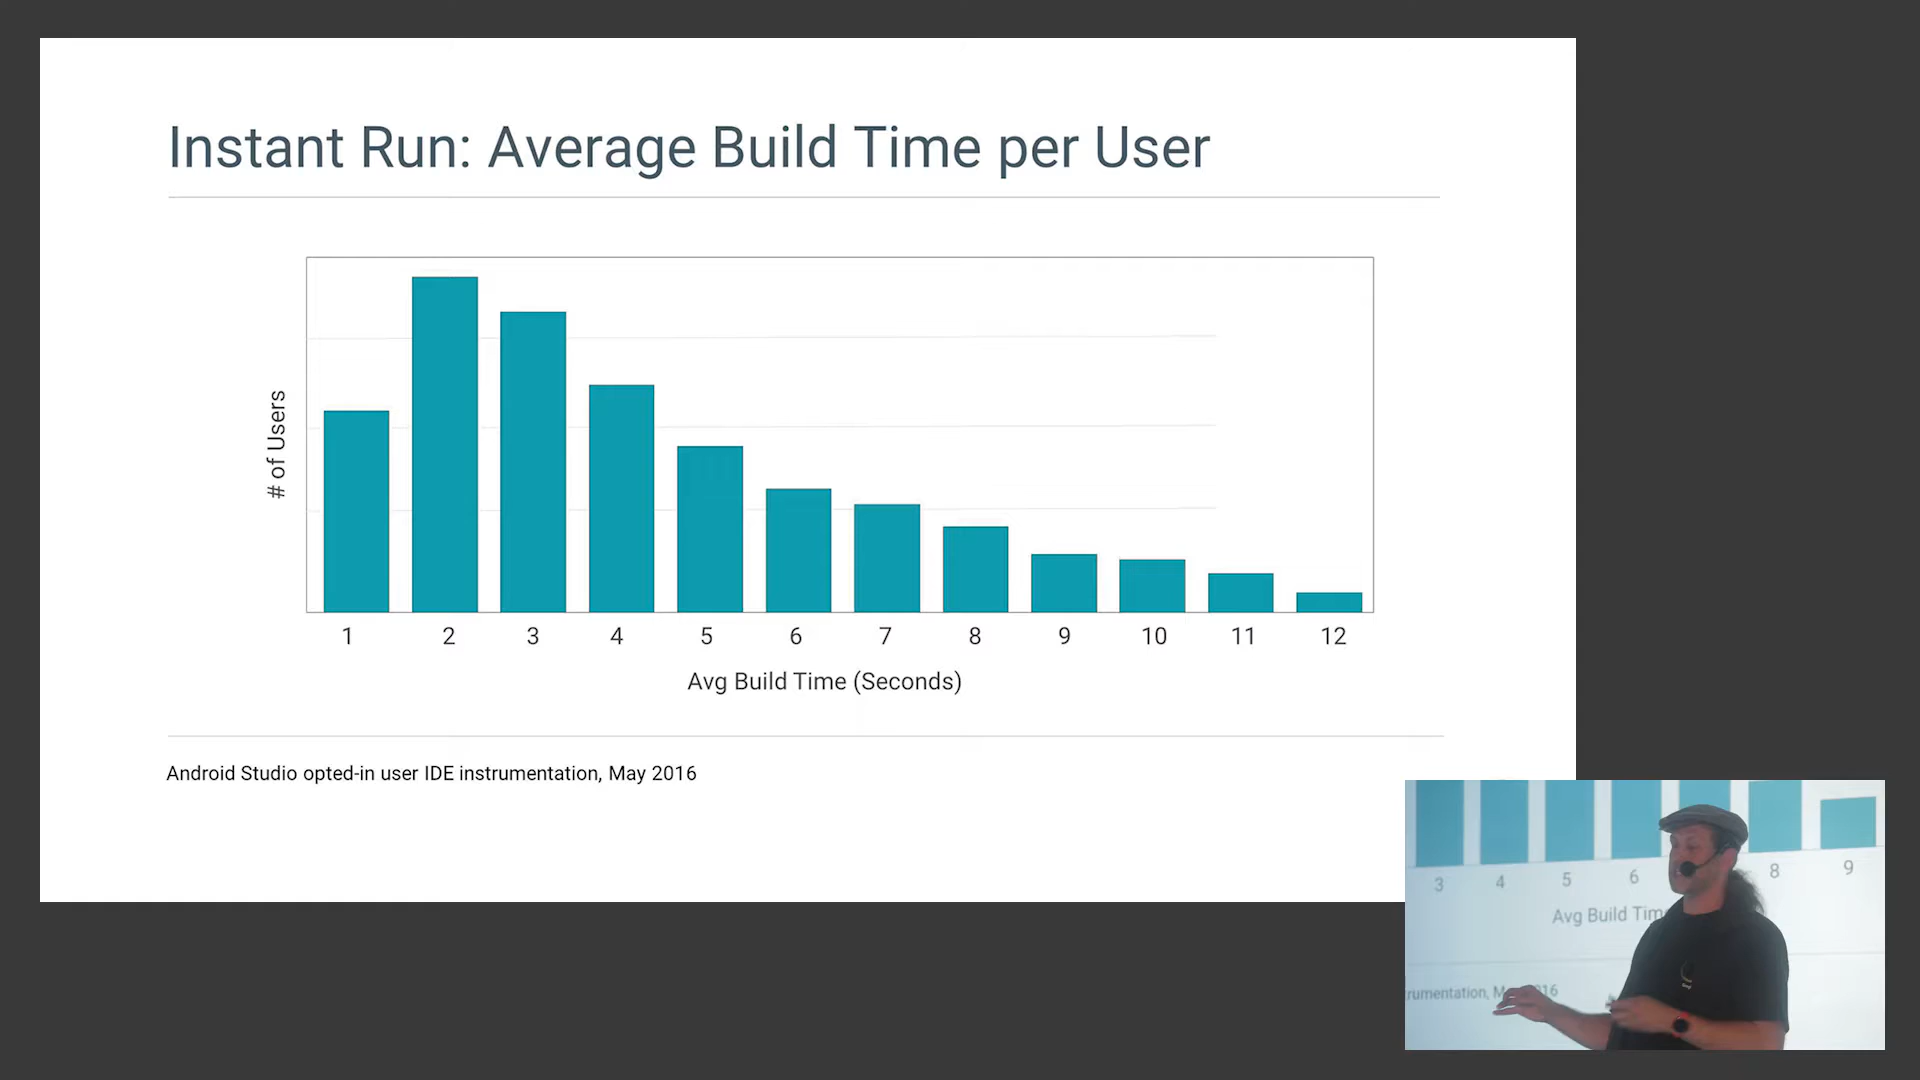 Instant Run: Average Build Time per User
# of Users
1 2 3 4 5 6 7 8 9 10 11 12
Avg Build Time (Seconds)
Android Studio opted-in user IDE instrumentation, May 2016
3 4 5 6 8 9
Avg Build